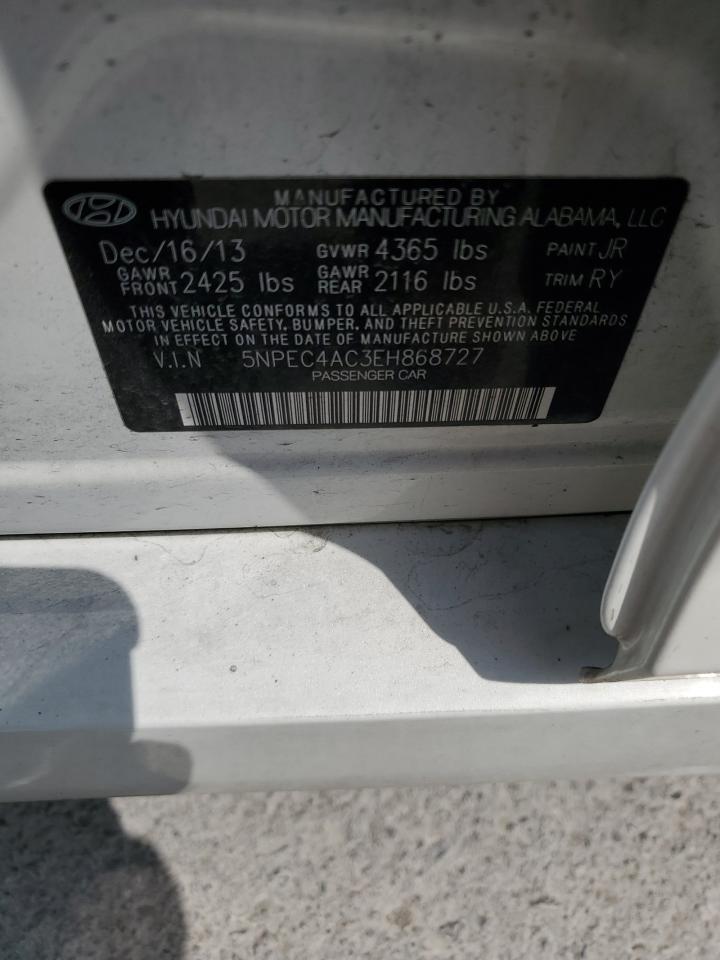 MANUFACTURED BY
HYUNDAI MOTOR MANUFACTURING ALABAMA, LLC
Dec/16/13 GVWR 4365 lbs PAINT JR
GAWR FRONT 2425 lbs GAWR REAR 2116 lbs TRIM RY
THIS VEHICLE CONFORMS TO ALL APPLICABLE U.S.A. FEDERAL
MOTOR VEHICLE SAFETY, BUMPER, AND THEFT PREVENTION STANDARDS
IN EFFECT ON THE DATE OF MANUFACTURE SHOWN ABOVE
V.I.N 5NPEC4AC3EH868727
PASSENGER CAR